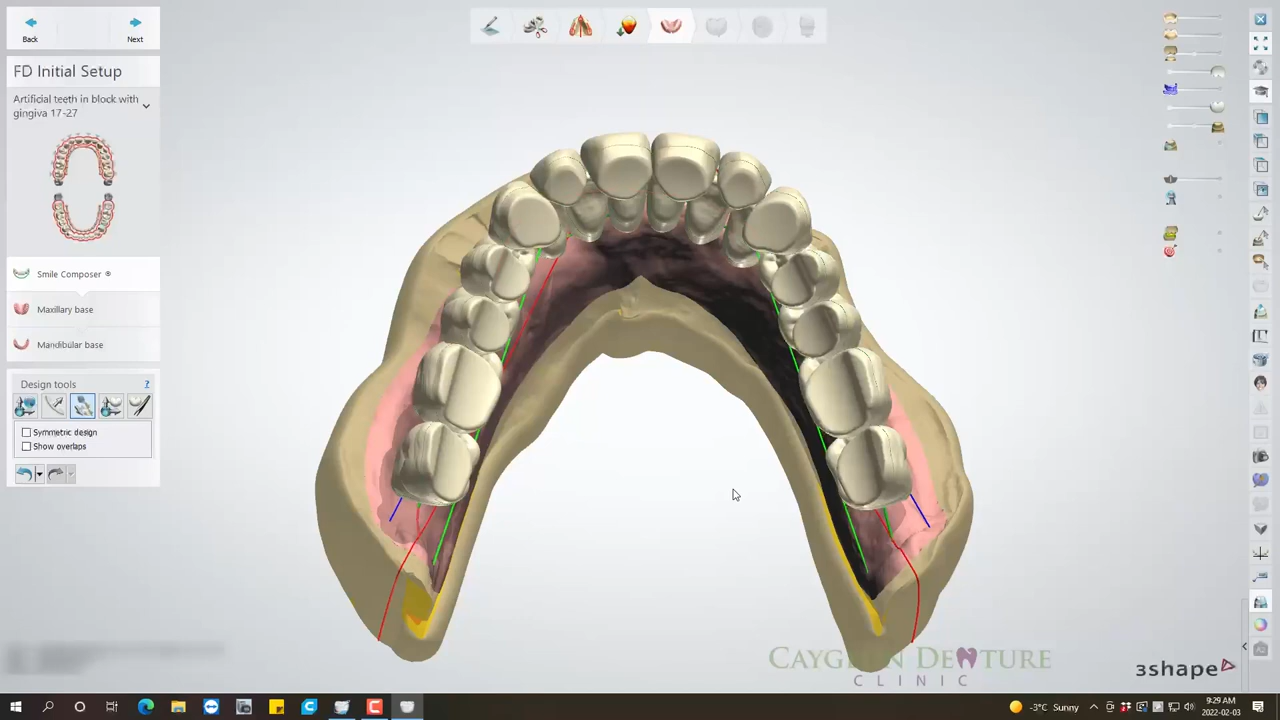 Back
Next
FD Initial Setup
Artificial teeth in block with
gingiva 17-27
Smile Composer ®
Maxillary base
Mandibular base
Design tools
?
Symmetric design
Show overlaps
CAYGEON DENTURE
CLINIC
3shape
-3°C Sunny
9:29 AM
2022-02-03